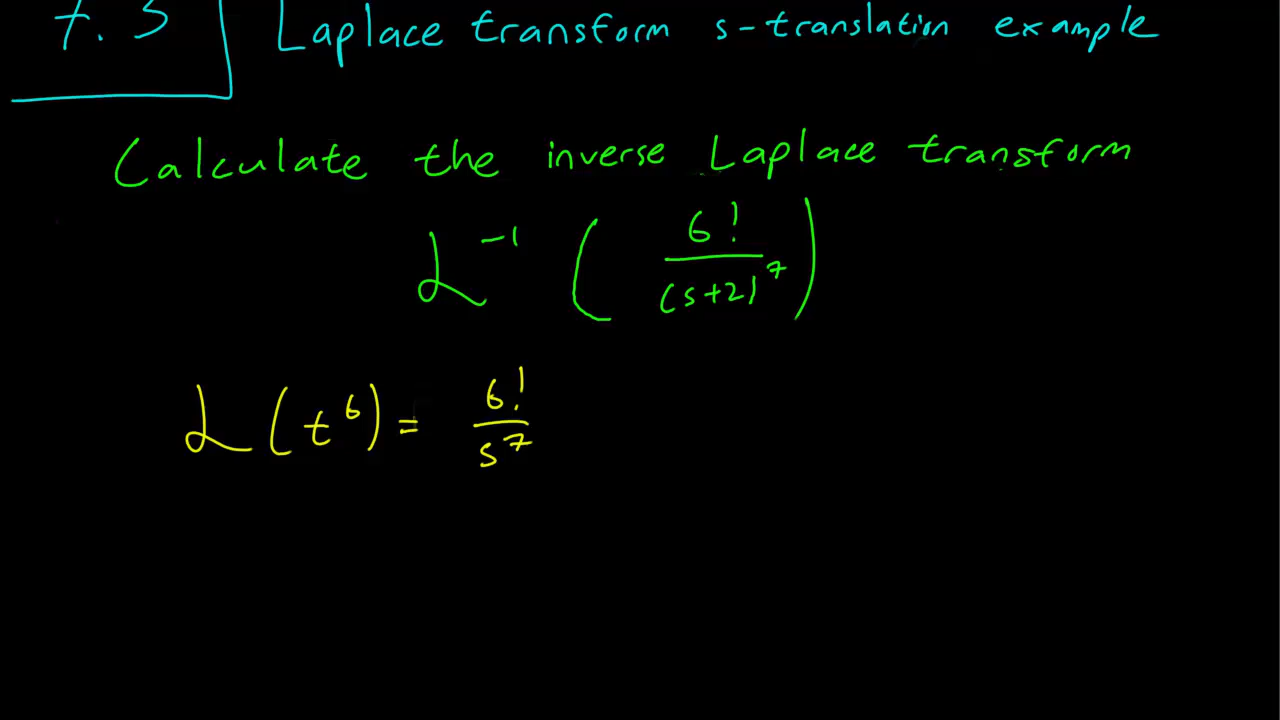 7.3 Laplace transform s-translation example
Calculate the inverse Laplace transform
ℒ⁻¹ ( 6! / (s+2)⁷ )
ℒ(t⁶) = 6! / s⁷